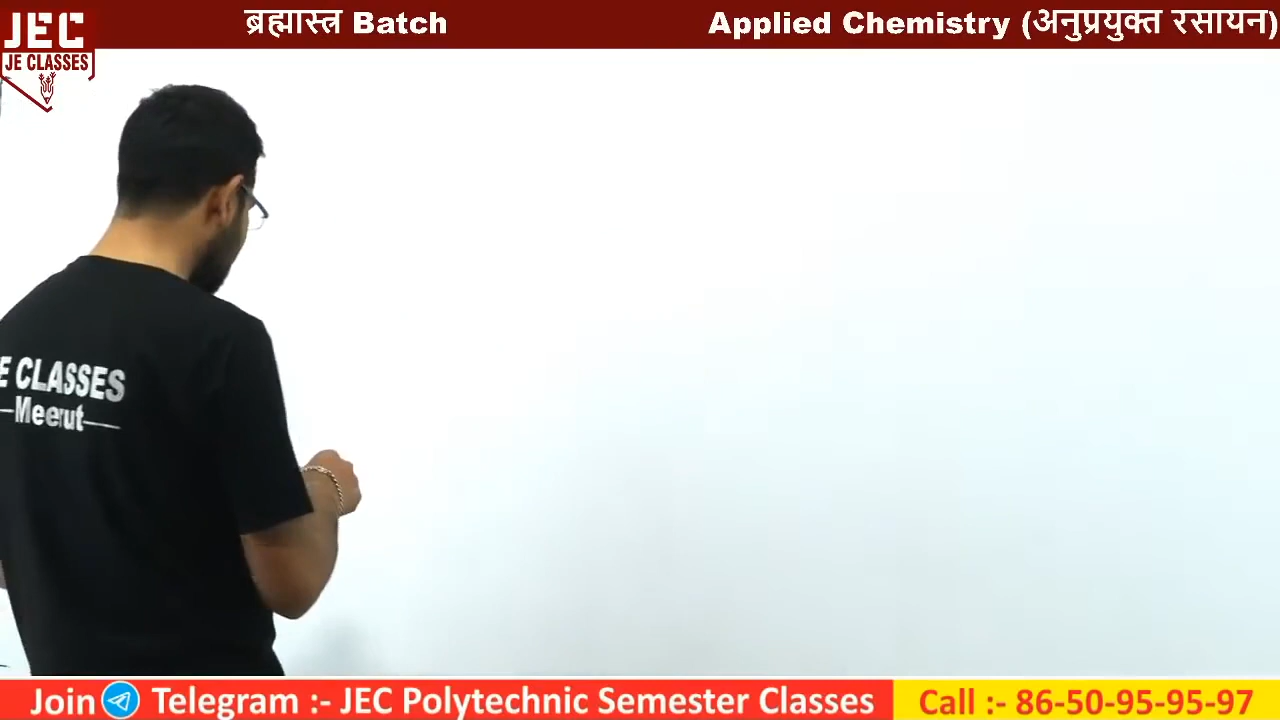 JEC
JE CLASSES
ब्रह्मास्त्र Batch
Applied Chemistry (अनुप्रयुक्त रसायन)
E CLASSES
Meerut
Join Telegram :- JEC Polytechnic Semester Classes
Call :- 86-50-95-95-97